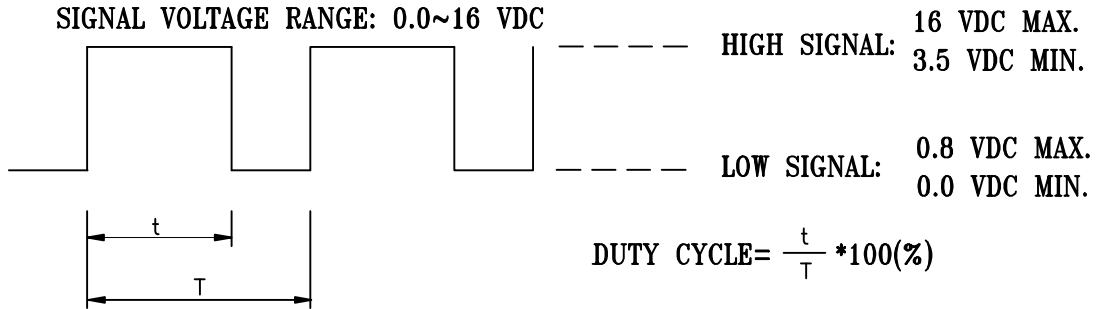 SIGNAL VOLTAGE RANGE: 0.0~16 VDC
HIGH SIGNAL: 16 VDC MAX.
3.5 VDC MIN.
LOW SIGNAL: 0.8 VDC MAX.
0.0 VDC MIN.
t
T
DUTY CYCLE= t/T *100(%)